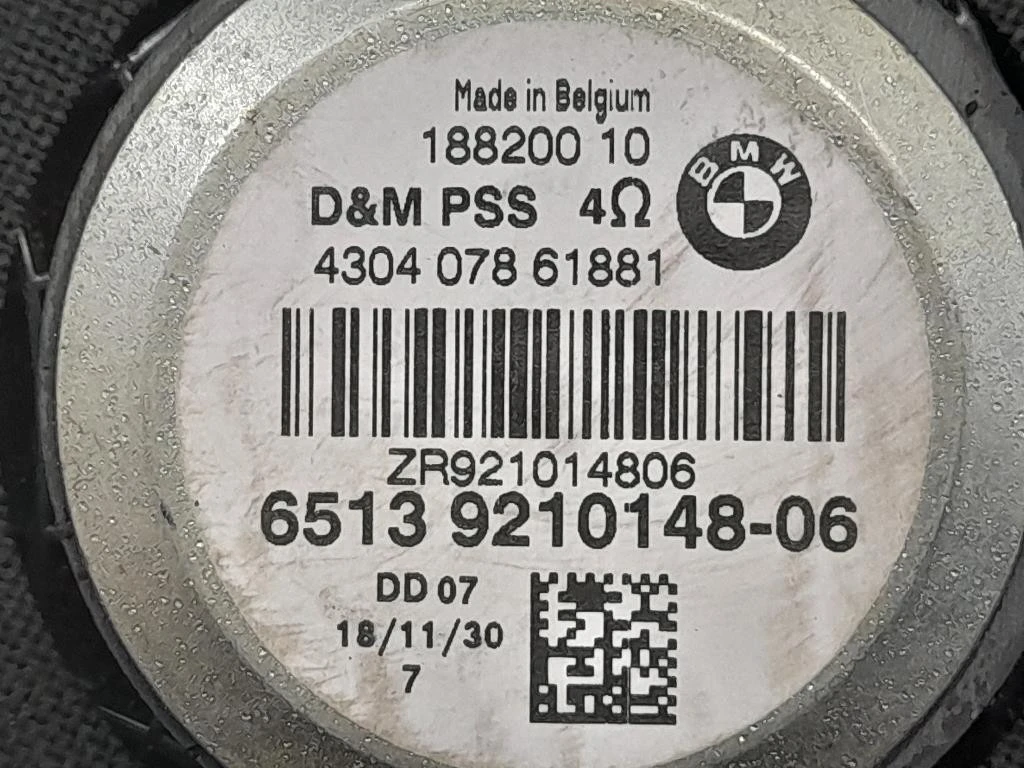 Made in Belgium
188200 10
BMW
D&M PSS 4Ω
4304 078 61881
ZR921014806
6513 9210148-06
DD 07
18/11/30
7